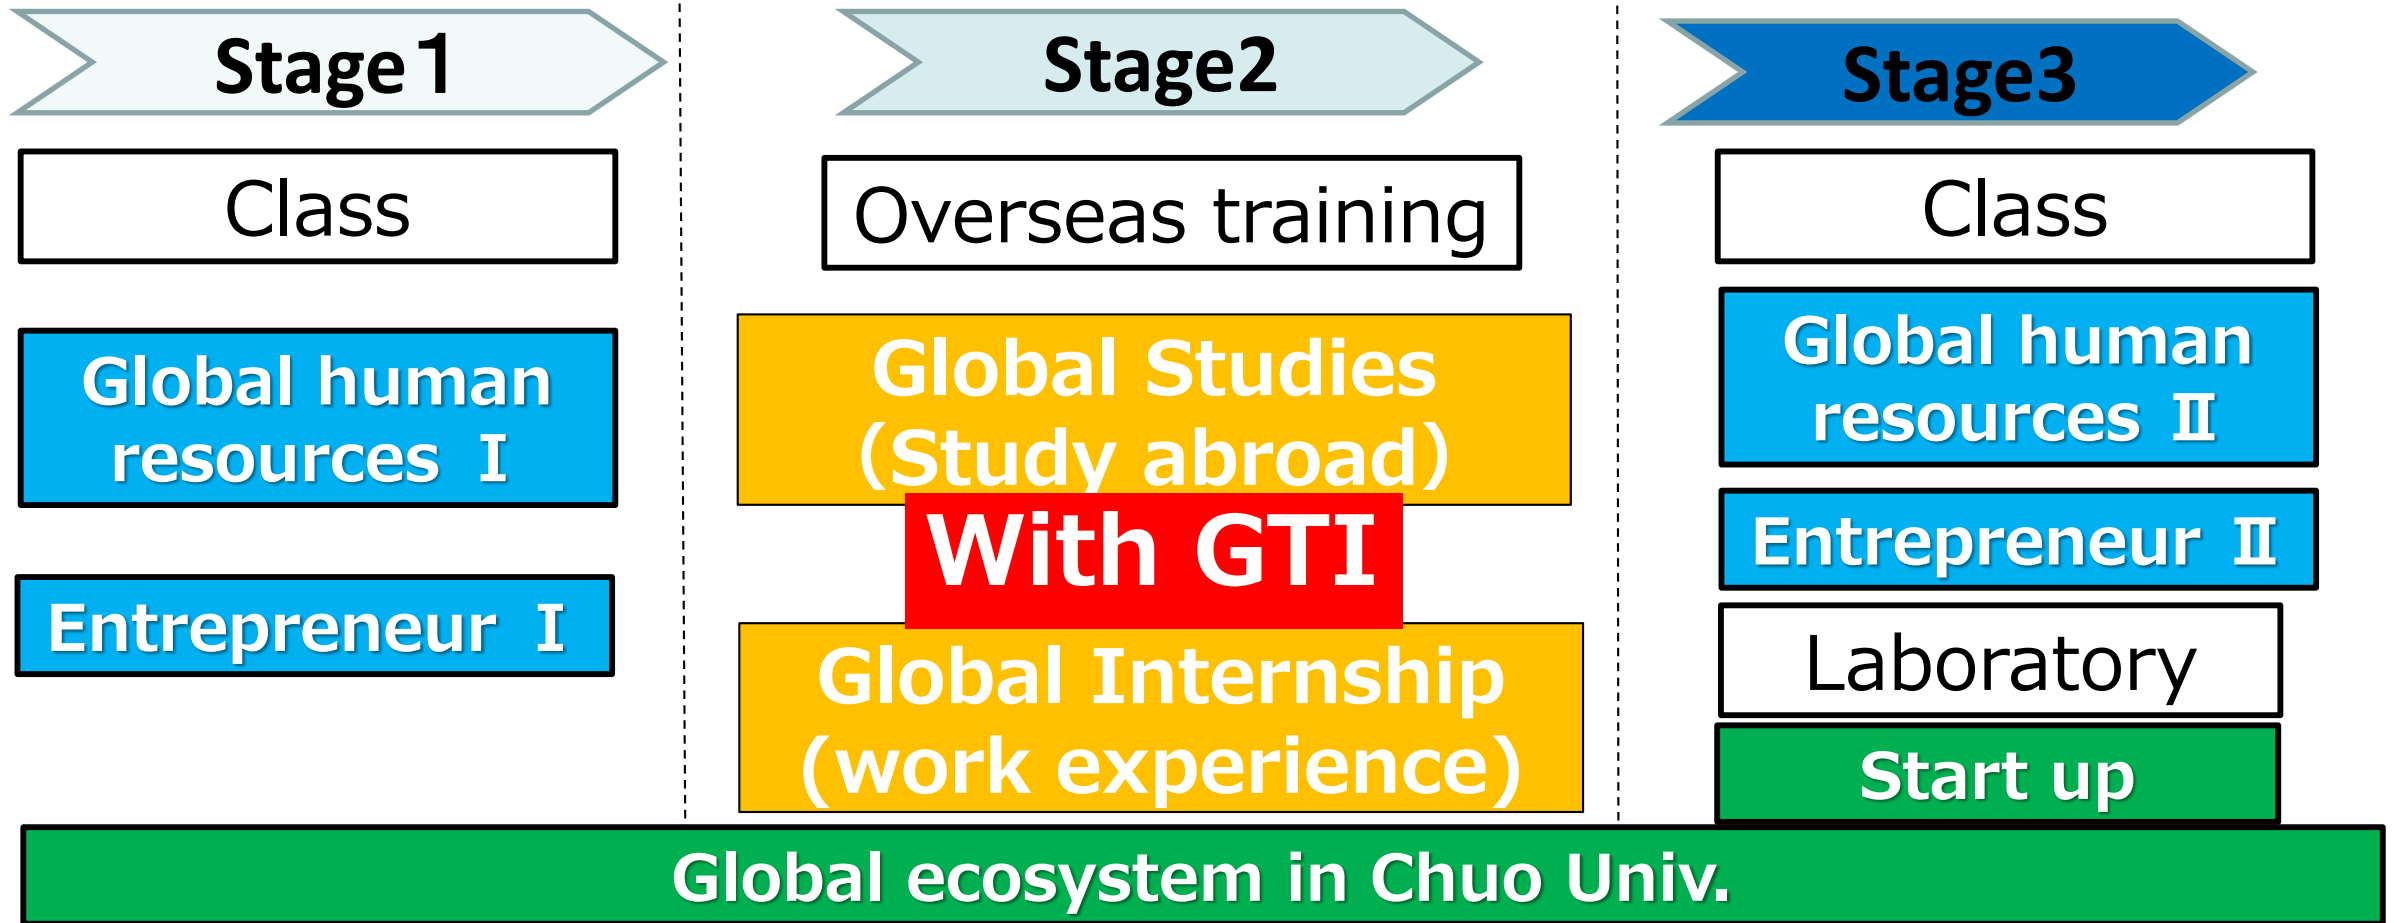 Stage１
Class
Global human
resources Ⅰ
Entrepreneur Ⅰ
Stage2
Overseas training
Global Studies
(Study abroad)
With GTI
Global Internship
(work experience)
Stage3
Class
Global human
resources Ⅱ
Entrepreneur Ⅱ
Laboratory
Start up
Global ecosystem in Chuo Univ.